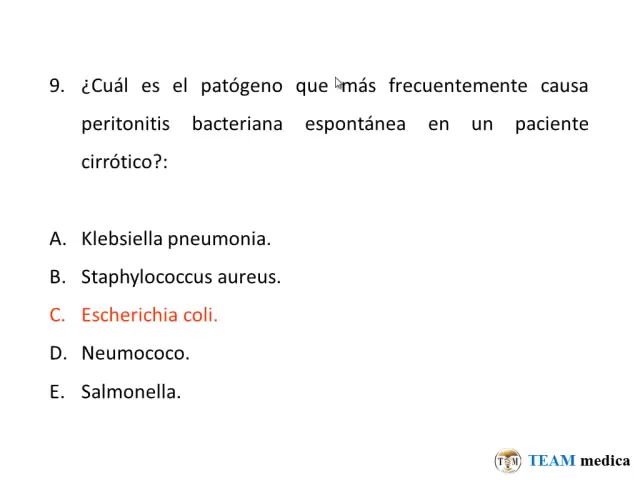 9. ¿Cuál es el patógeno que más frecuentemente causa
peritonitis bacteriana espontánea en un paciente
cirrótico?:
A. Klebsiella pneumonia.
B. Staphylococcus aureus.
C. Escherichia coli.
D. Neumococo.
E. Salmonella.
TSM TEAM medica